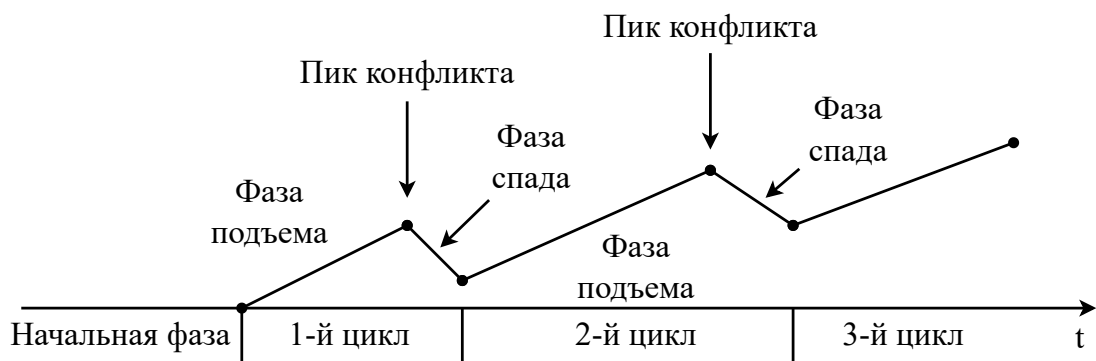 Пик конфликта
Пик конфликта
Фаза
спада
Фаза
спада
Фаза
подъема
Фаза
подъема
Начальная фаза
1-й цикл
2-й цикл
3-й цикл
t